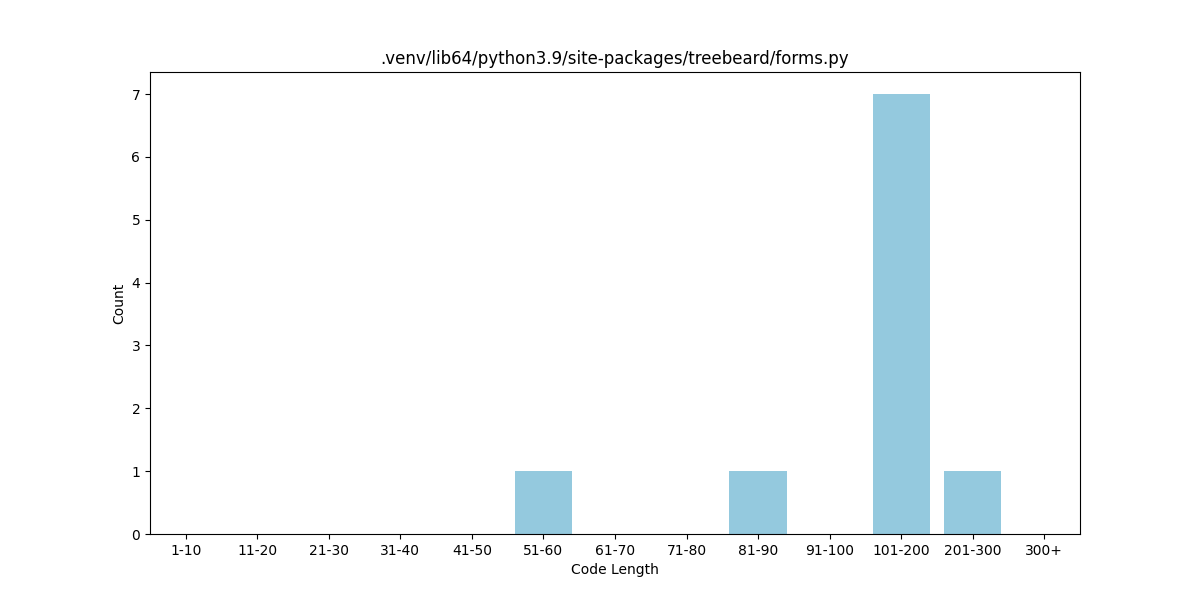 .venv/lib64/python3.9/site-packages/treebeard/forms.py
7
6
5
4
3
2
1
0
Count
1-10 11-20 21-30 31-40 41-50 51-60 61-70 71-80 81-90 91-100 101-200 201-300 300+
Code Length